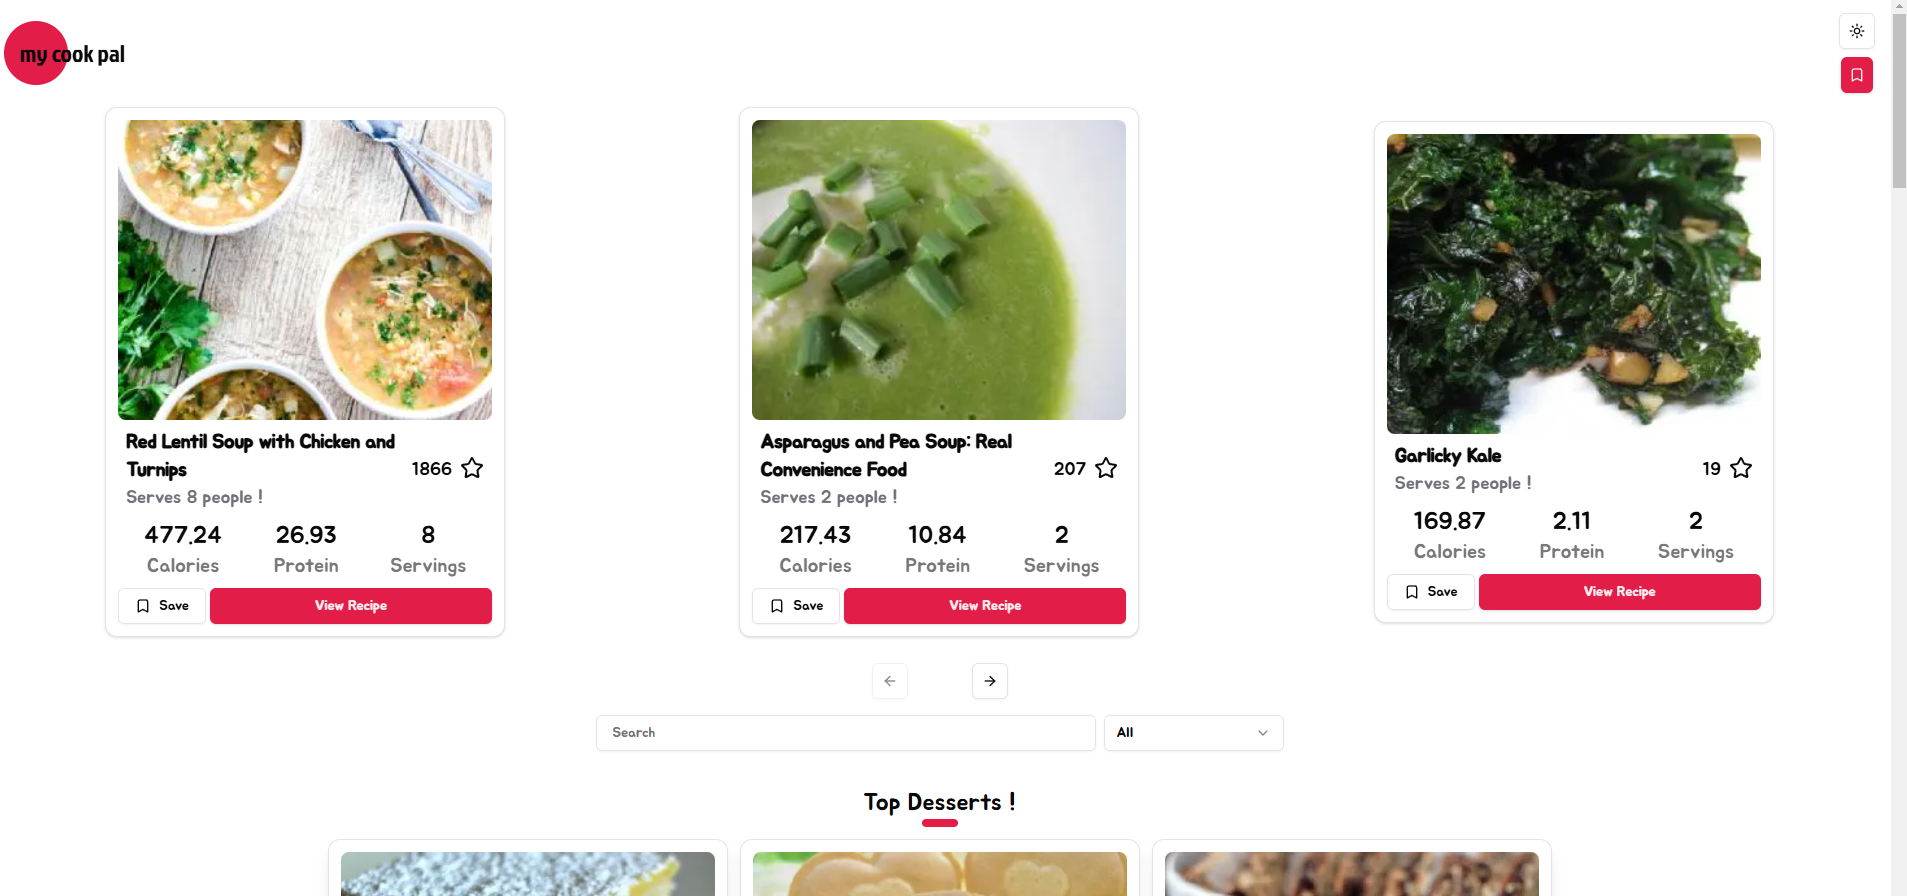 my cook pal
Red Lentil Soup with Chicken and
Turnips
1866
Serves 8 people !
477.24
26.93
8
Calories
Protein
Servings
Save
View Recipe
Asparagus and Pea Soup: Real
Convenience Food
207
Serves 2 people !
217.43
10.84
2
Calories
Protein
Servings
Save
View Recipe
Garlicky Kale
19
Serves 2 people !
169.87
2.11
2
Calories
Protein
Servings
Save
View Recipe
Search
All
Top Desserts !